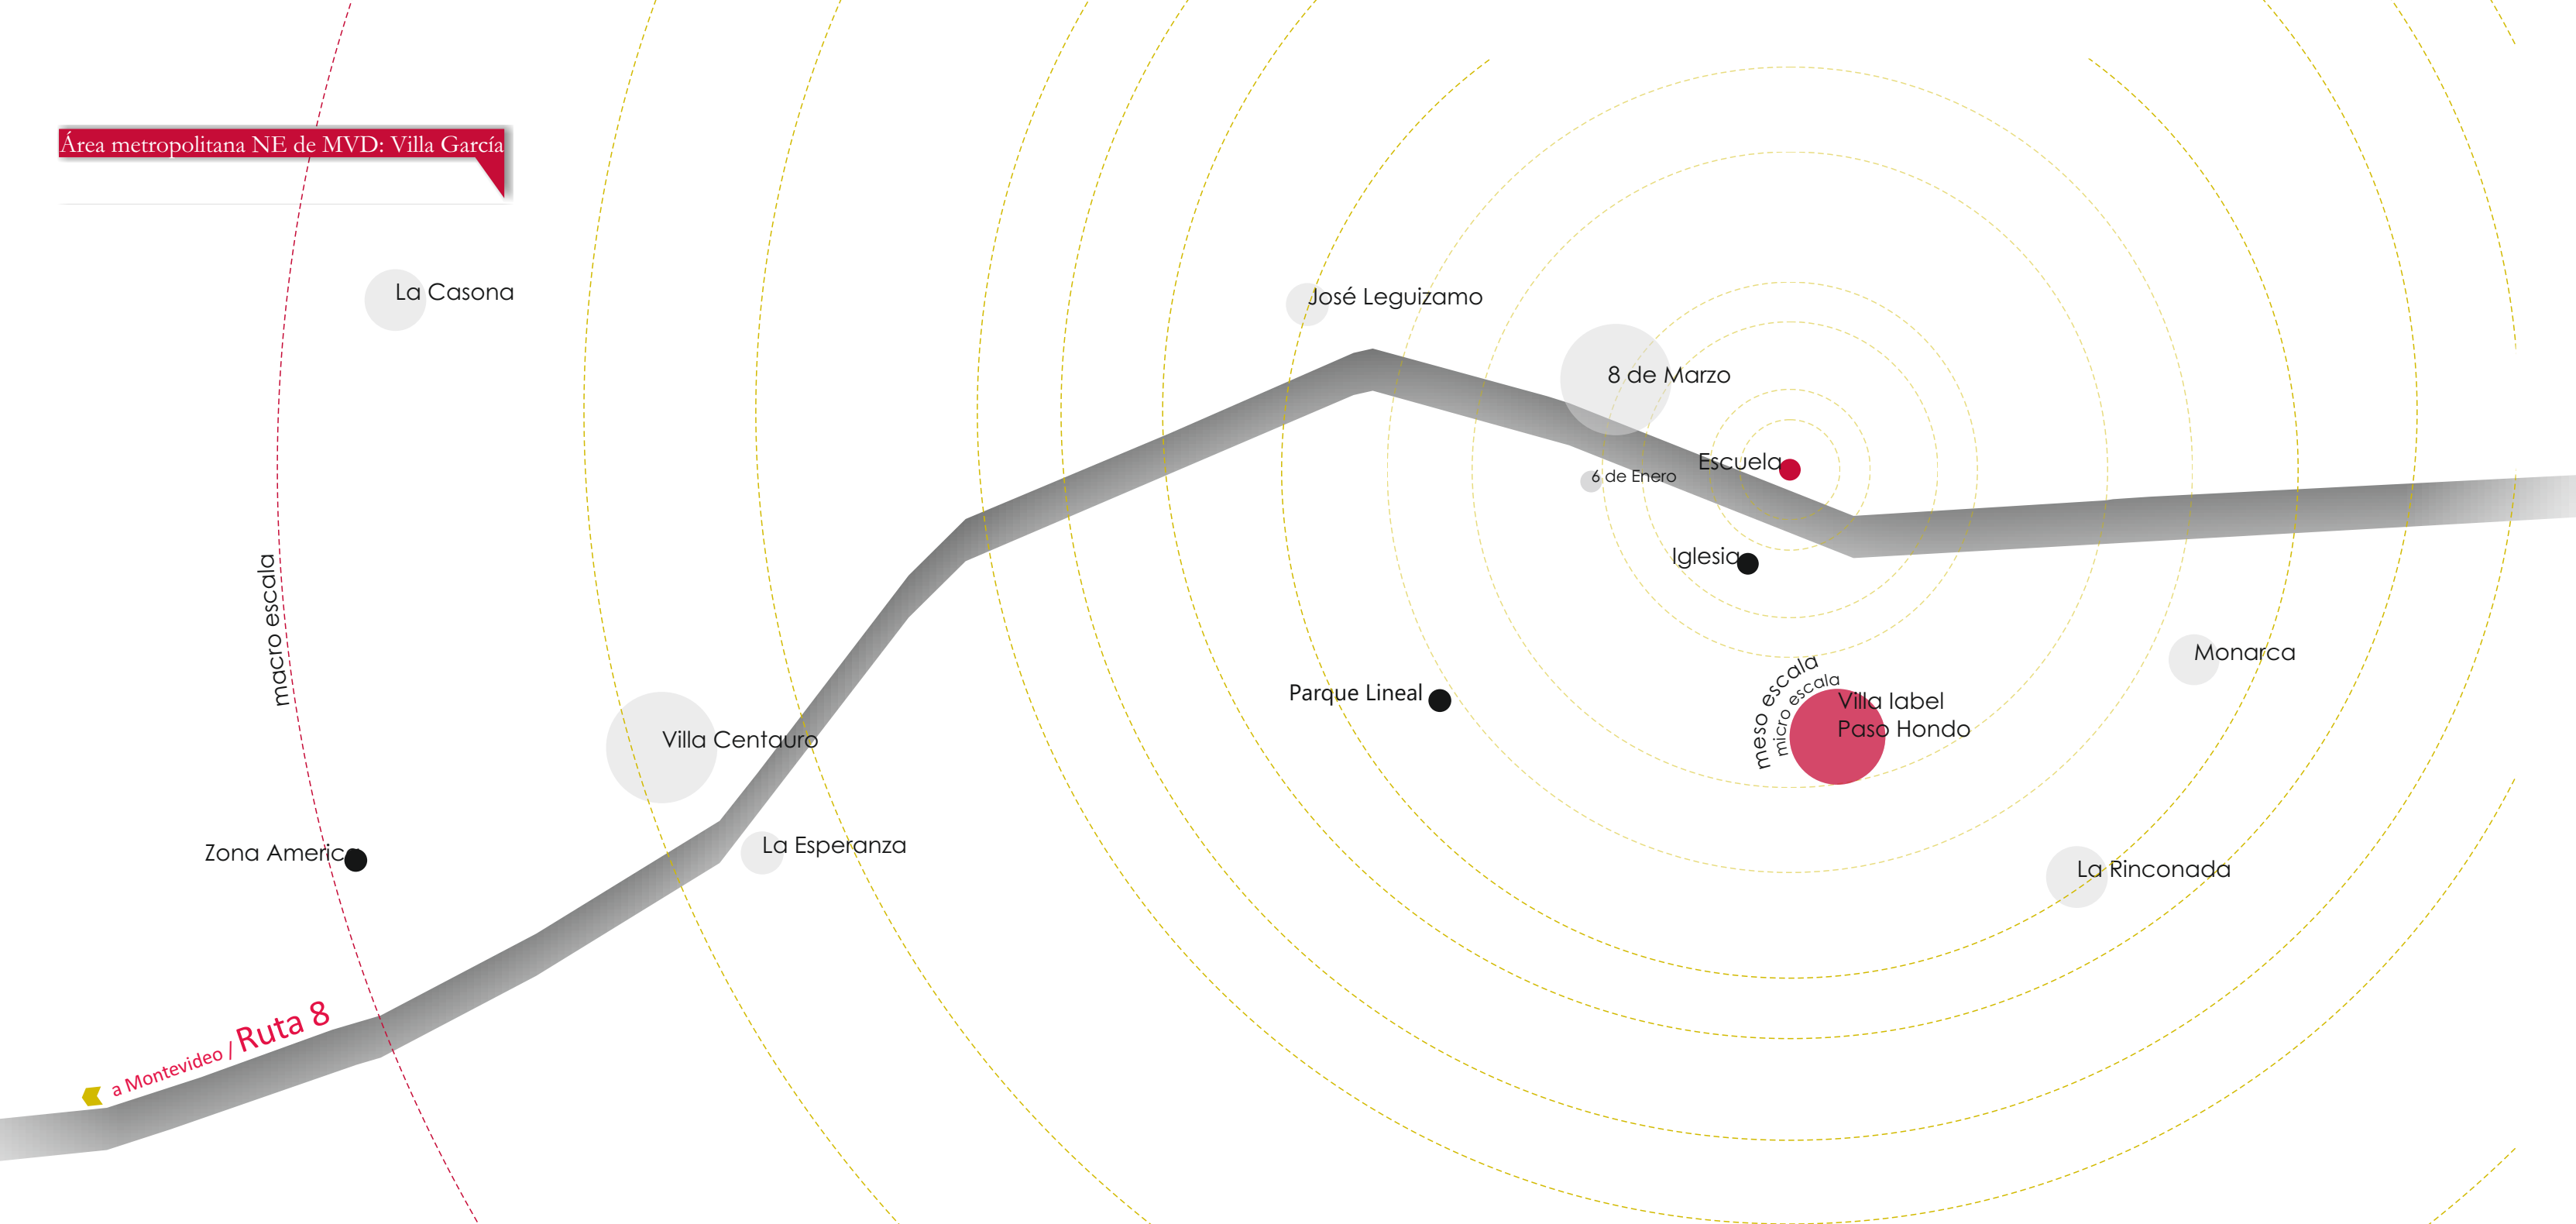 Área metropolitana NE de MVD: Villa García
La Casona
José Leguizamo
8 de Marzo
Escuela
6 de Enero
Iglesia
macro escala
Monarca
meso escala
micro escala
Parque Lineal
Villa Iabel
Paso Hondo
Villa Centauro
La Esperanza
Zona America
La Rinconada
a Montevideo / Ruta 8